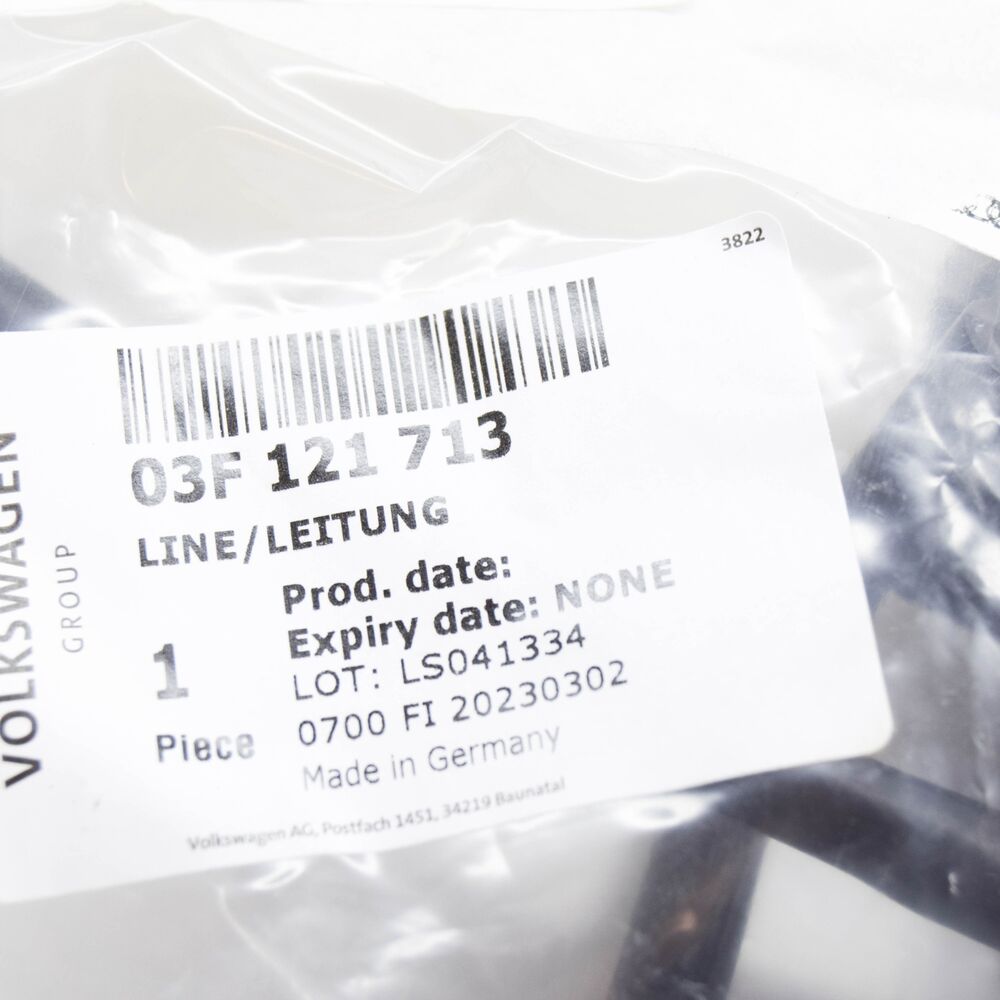 3822
03F 121 713
LINE/LEITUNG
Prod. date:
Expiry date: NONE
LOT: LS041334
0700 FI 20230302
Made in Germany
1
Piece
Volkswagen AG, Postfach 1451, 34219 Baunatal
VOLKSWAGEN
GROUP